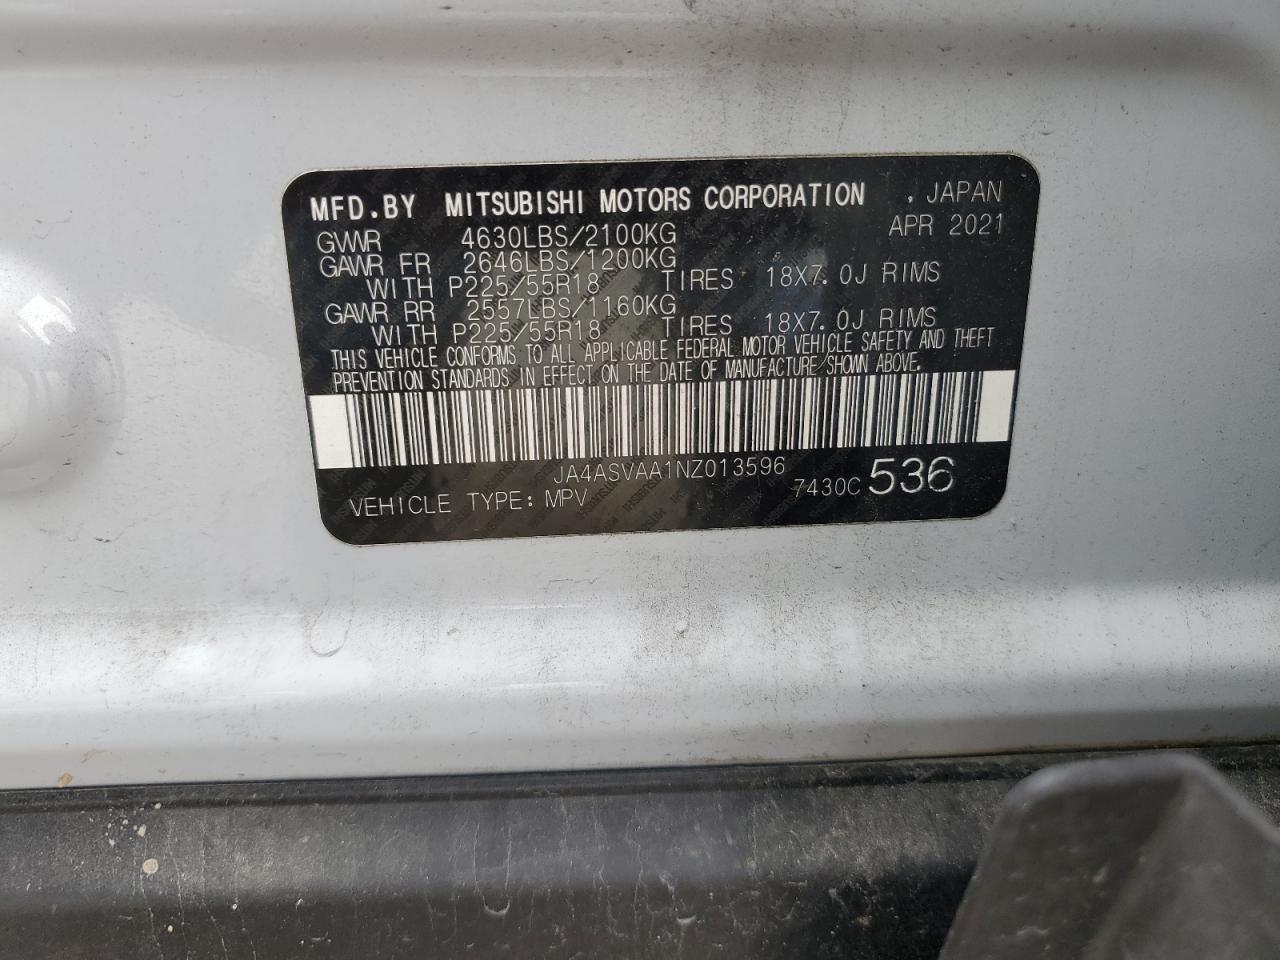 MFD.BY MITSUBISHI MOTORS CORPORATION .JAPAN
GVWR 4630LBS/2100KG APR 2021
GAWR FR 2646LBS/1200KG
WITH P225/55R18 TIRES 18X7.0J RIMS
GAWR RR 2557LBS/1160KG
WITH P225/55R18 TIRES 18X7.0J RIMS
THIS VEHICLE CONFORMS TO ALL APPLICABLE FEDERAL MOTOR VEHICLE SAFETY AND THEFT
PREVENTION STANDARDS IN EFFECT ON THE DATE OF MANUFACTURE SHOWN ABOVE.
JA4ASVAA1NZ013596
VEHICLE TYPE: MPV 7430C 536